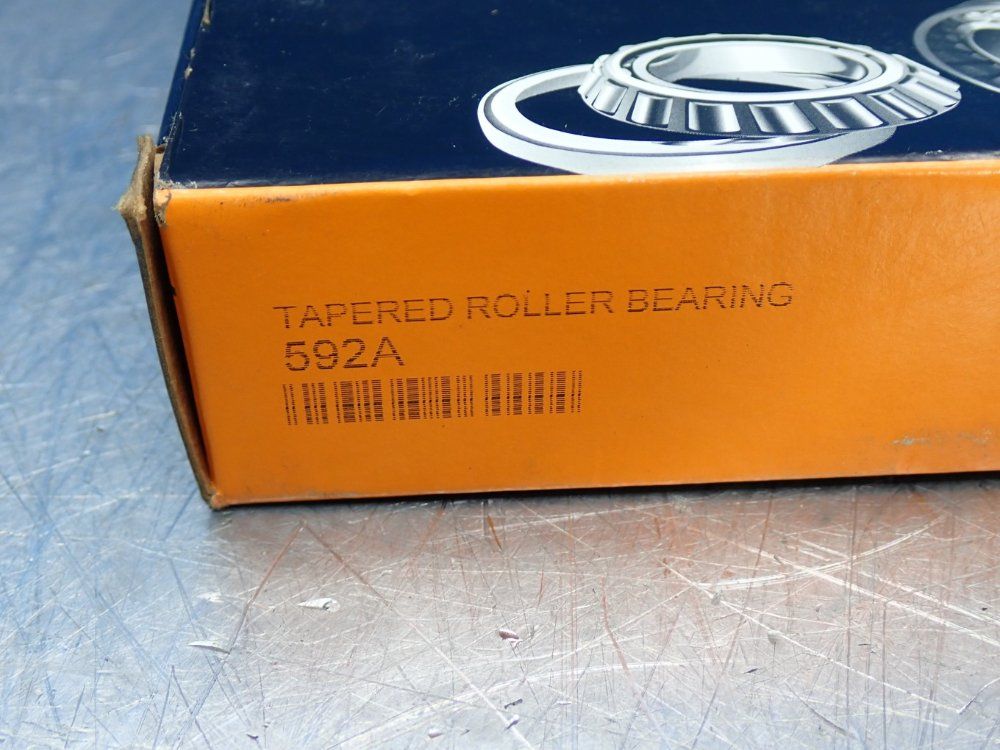 TAPERED ROLLER BEARING
592A